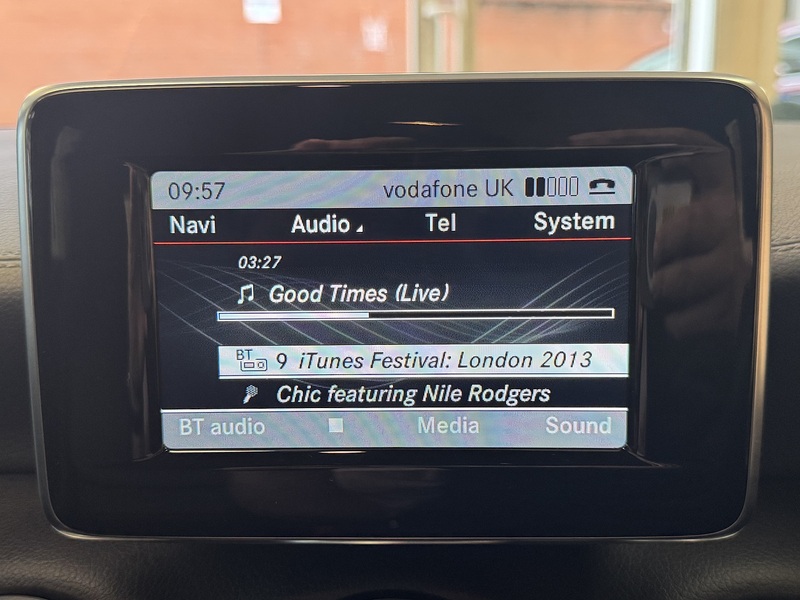 09:57 vodafone UK
Navi Audio Tel System
03:27
Good Times (Live)
BT 9 iTunes Festival: London 2013
Chic featuring Nile Rodgers
BT audio Media Sound